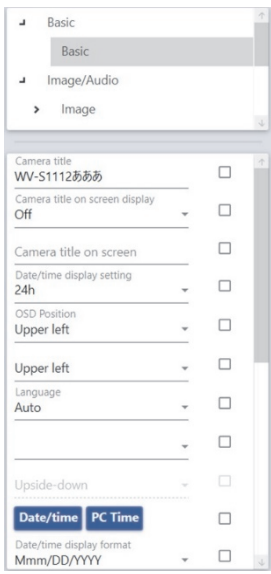 Basic
Basic
Image/Audio
Image
Camera title
WV-S1112あああ
Camera title on screen display
Off
Camera title on screen
Date/time display setting
24h
OSD Position
Upper left
Upper left
Language
Auto
Upside-down
Date/time PC Time
Date/time display format
Mmm/DD/YYYY